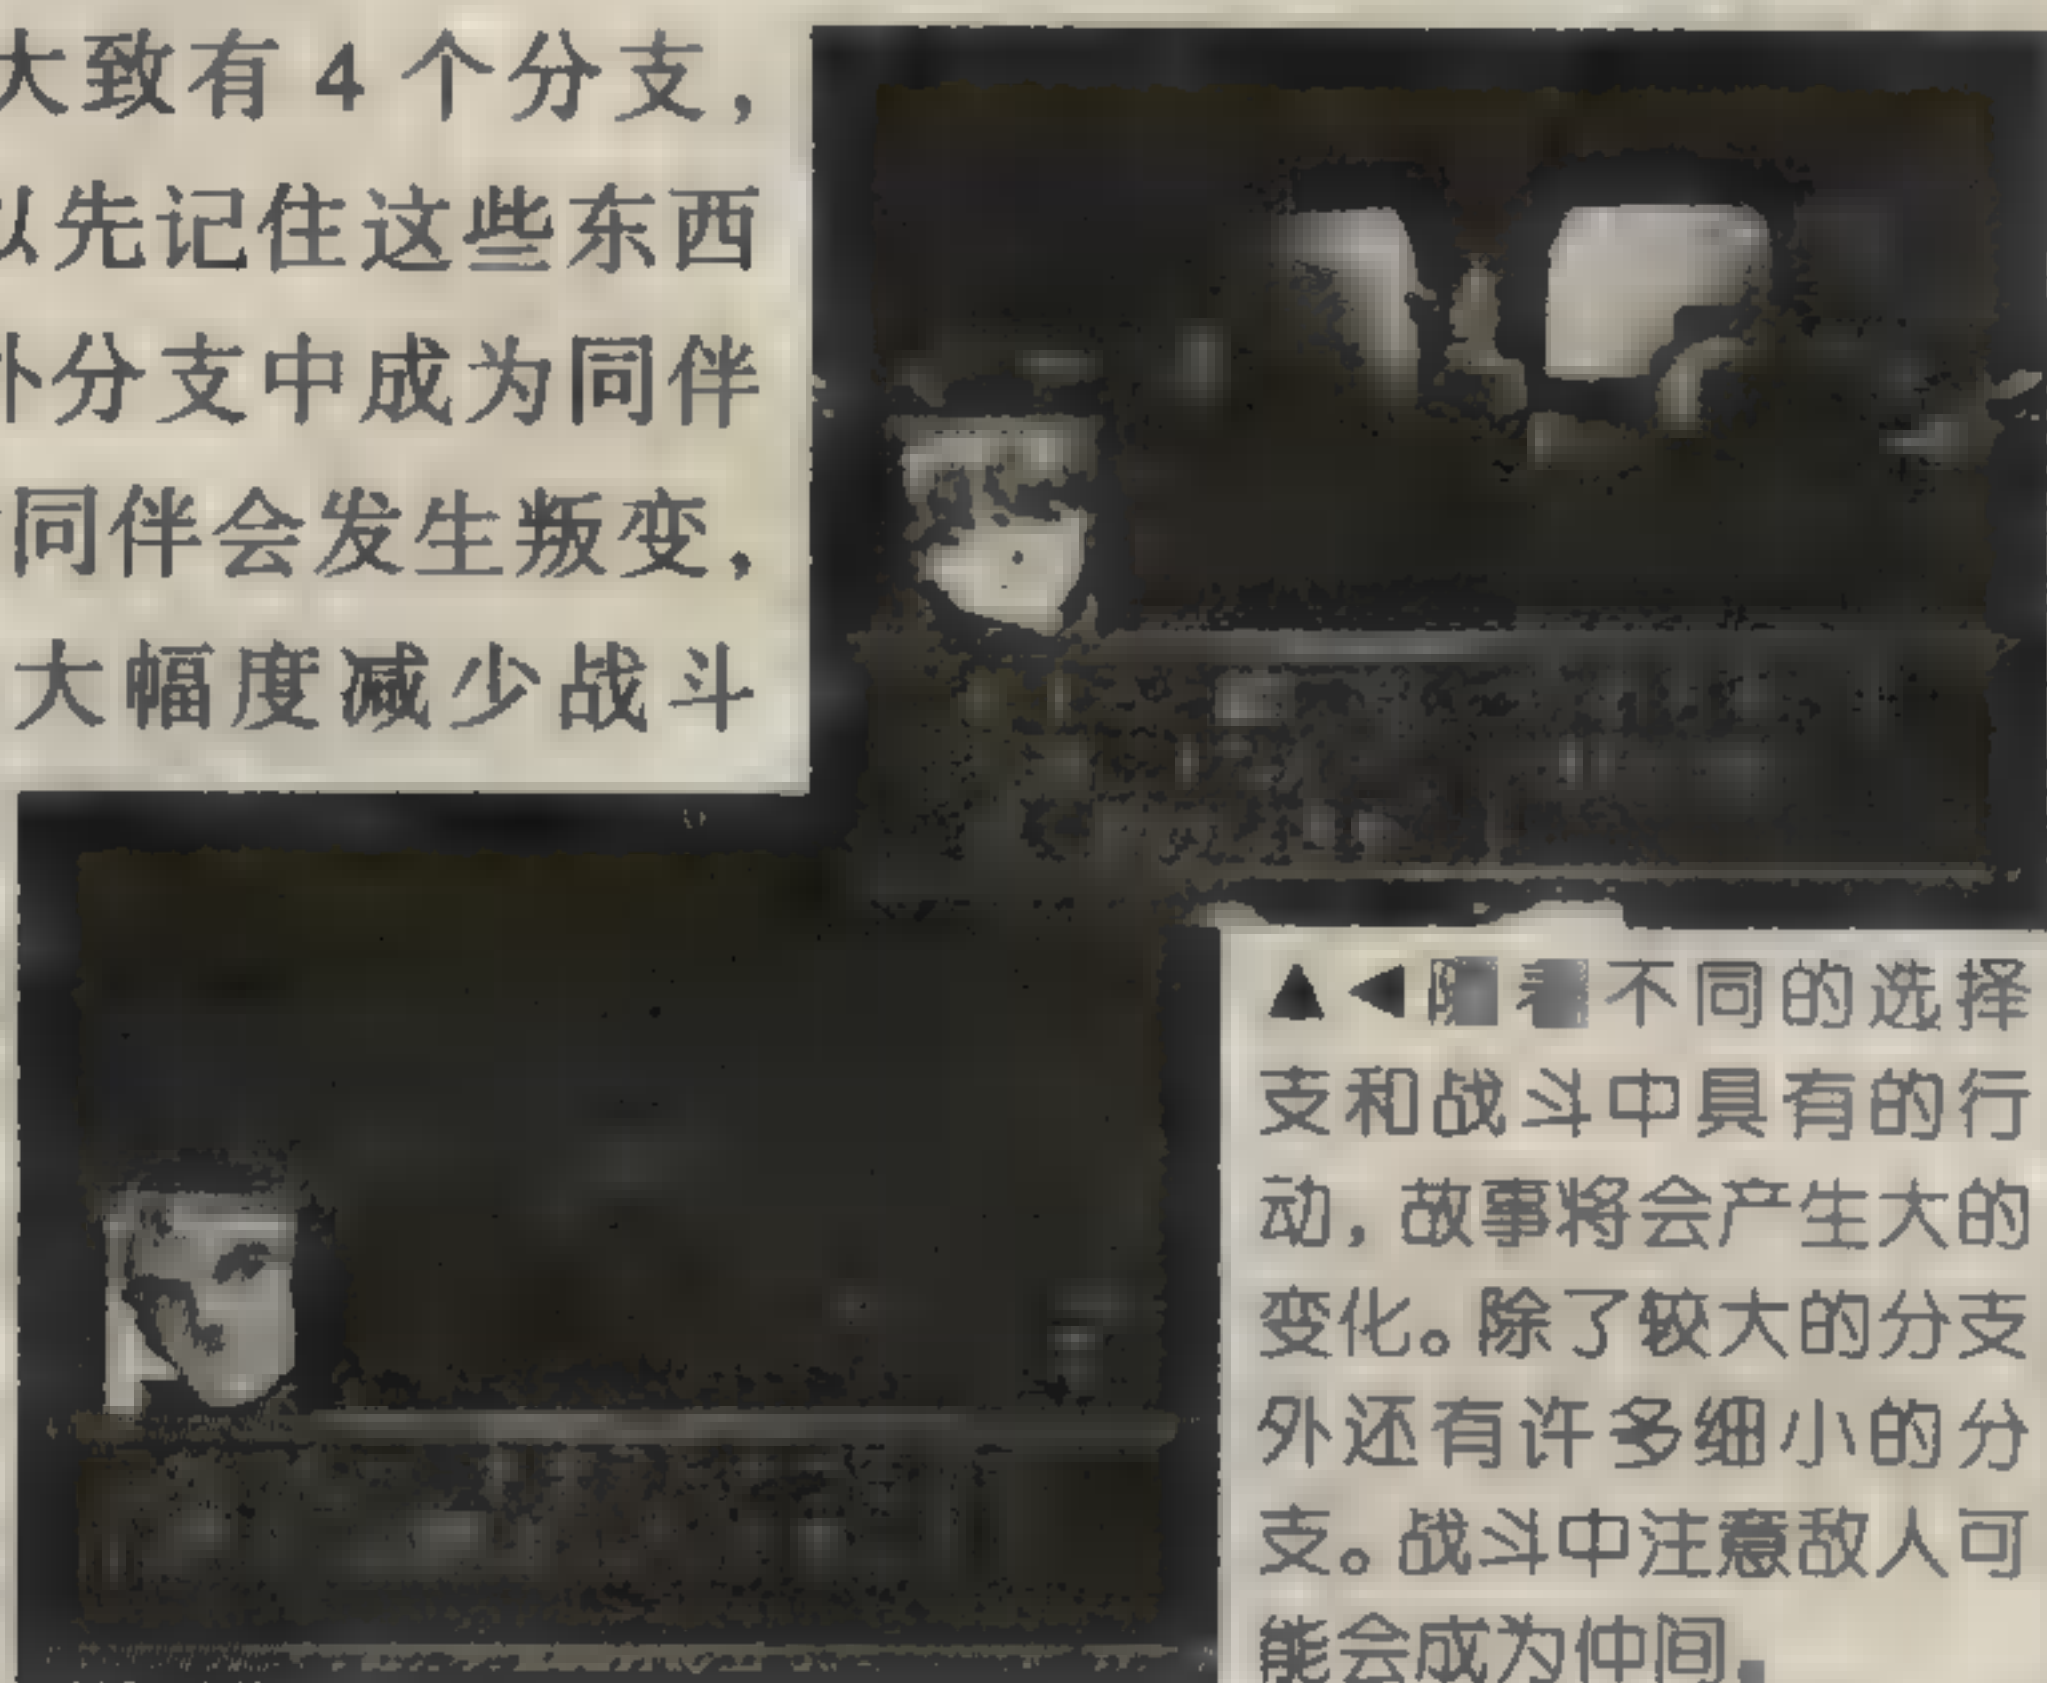 大致有 4 个分支，
以先记住这些东西
外分支中成为同伴
同伴会发生叛变，
大幅度减少战斗
▲◀随着不同的选择
支和战斗中具有的行
动，故事将会产生大的
变化。除了较大的分支
外还有许多细小的分
支。战斗中注意敌人可
能会成为仲间。